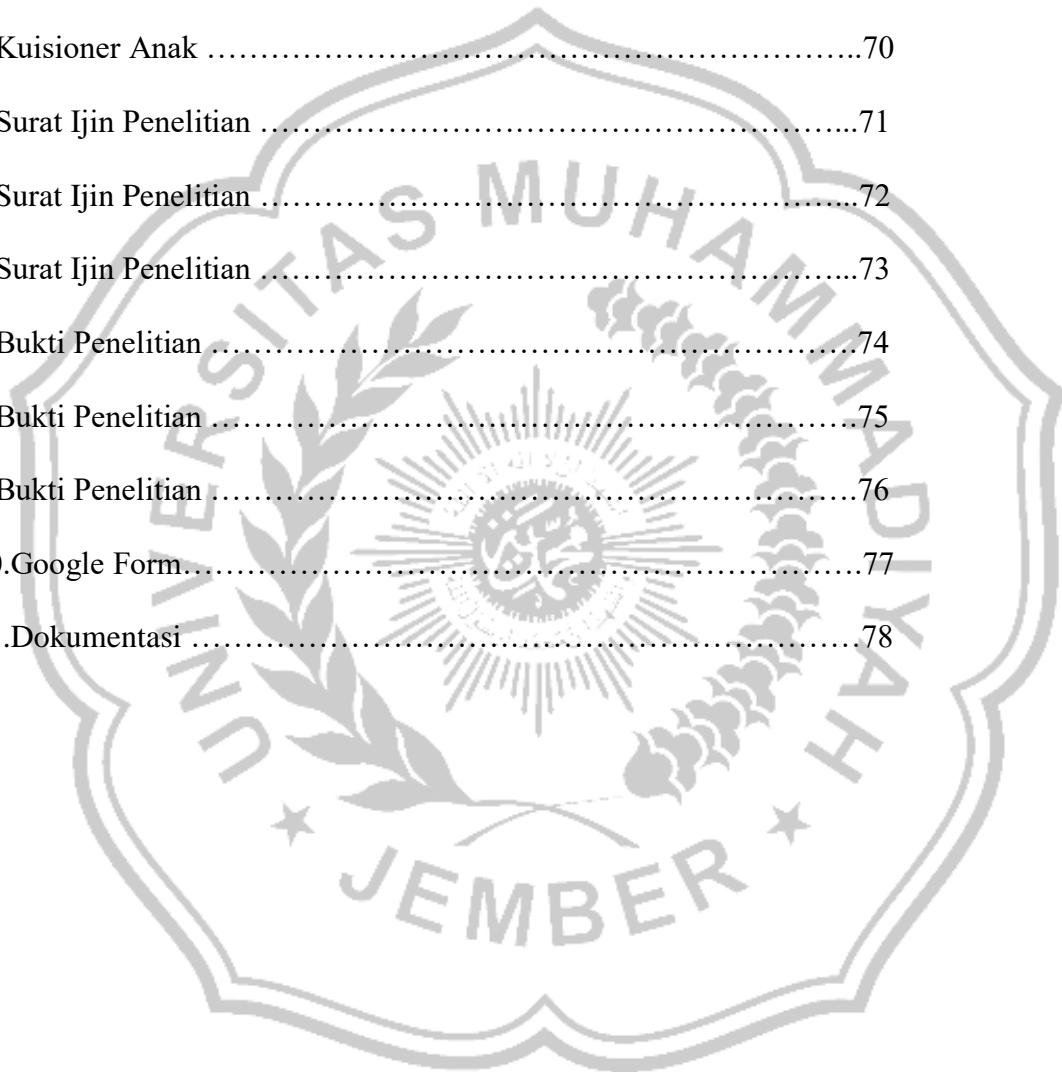 Kuisioner Anak ……………………………………………………..70
Surat Ijin Penelitian ………………………………………………...71
Surat Ijin Penelitian ………………………………………………...72
Surat Ijin Penelitian ………………………………………………...73
Bukti Penelitian …………………………………………………….74
Bukti Penelitian …………………………………………………….75
Bukti Penelitian …………………………………………………….76
.Google Form……………………………………………………….77
.Dokumentasi ………………………………………………………78
UNIVERSITAS MUHAMMADIYAH
JEMBER